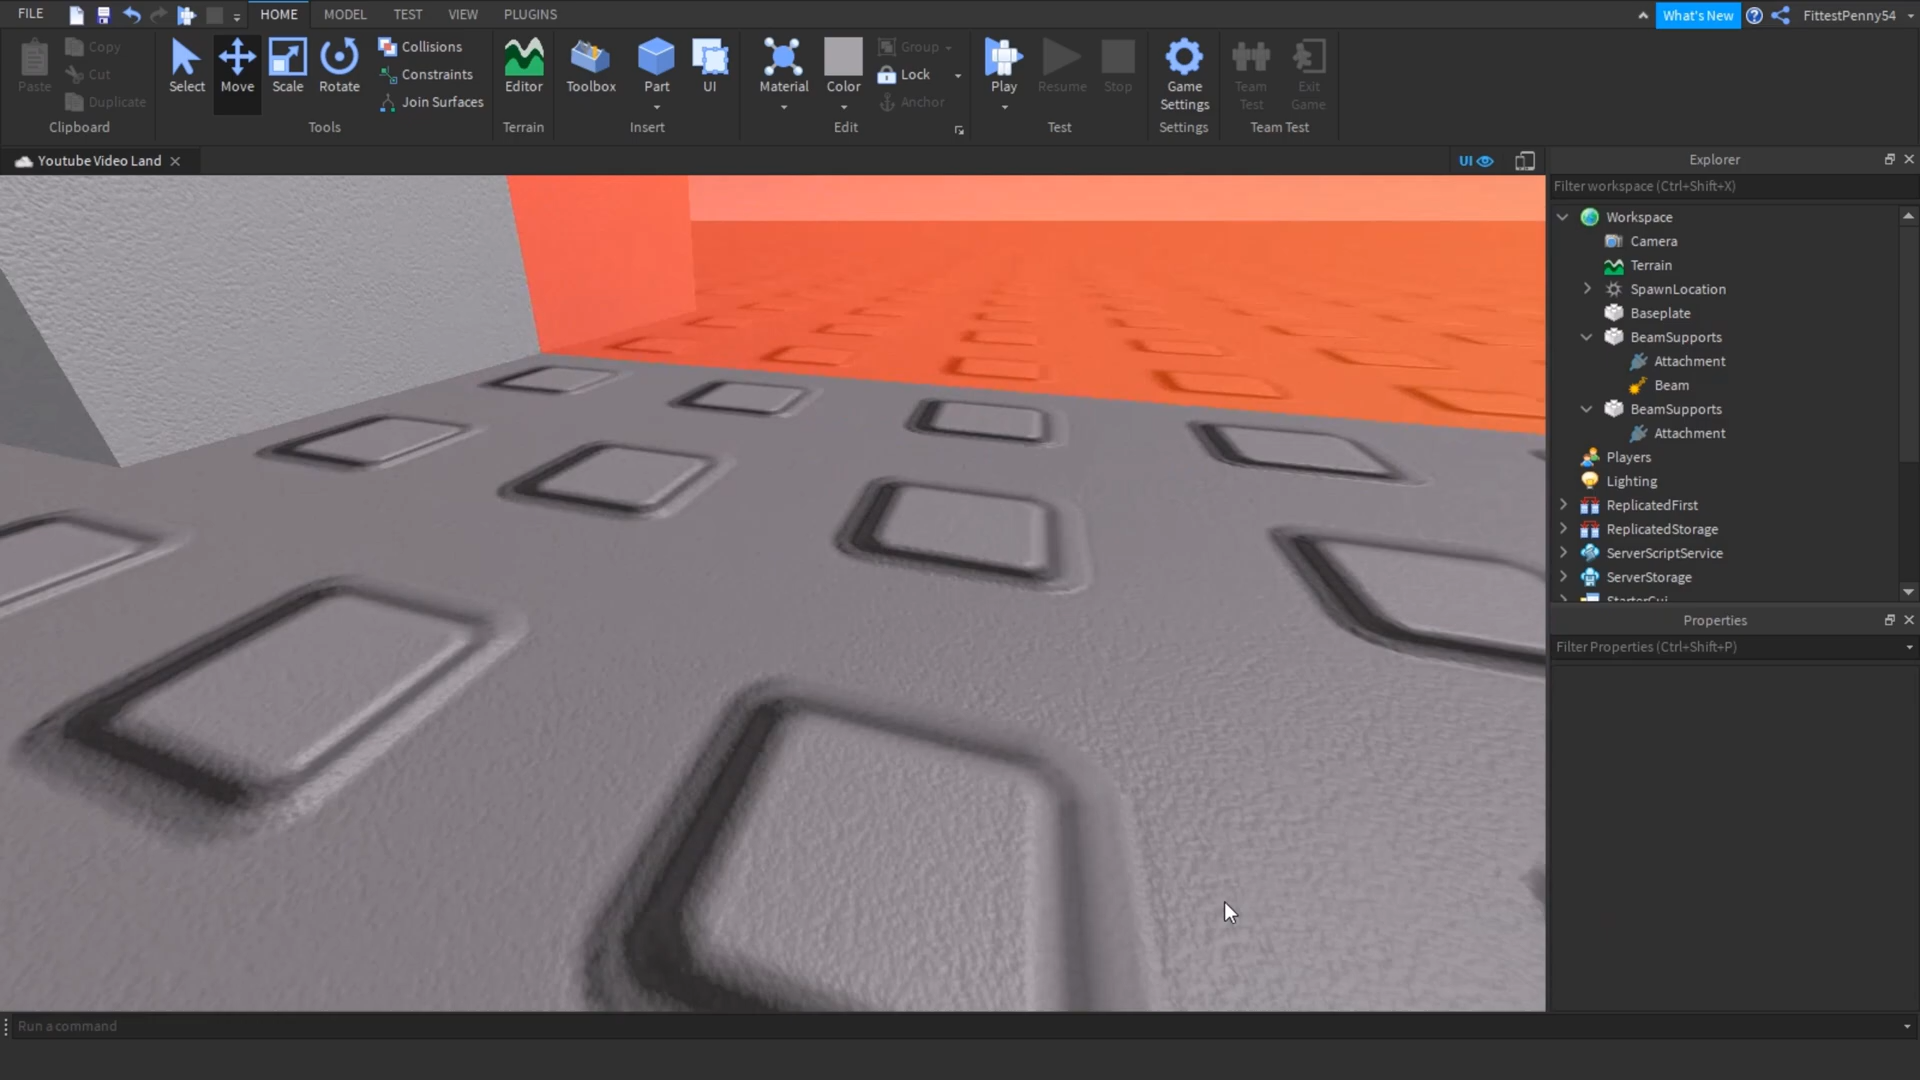 FILE HOME MODEL TEST VIEW PLUGINS What's New FittestPenny54
Paste Copy Cut Duplicate
Clipboard
Select Move Scale Rotate
Collisions
Constraints
Join Surfaces
Tools
Editor
Terrain
Toolbox Part UI
Insert
Material Color
Group
Lock
Anchor
Edit
Play Resume Stop
Test
Game Settings
Settings
Team Test Exit Game
Team Test
Youtube Video Land
UI
Explorer
Filter workspace (Ctrl+Shift+X)
Workspace
Camera
Terrain
SpawnLocation
Baseplate
BeamSupports
Attachment
Beam
BeamSupports
Attachment
Players
Lighting
ReplicatedFirst
ReplicatedStorage
ServerScriptService
ServerStorage
StarterGui
Properties
Filter Properties (Ctrl+Shift+P)
Run a command